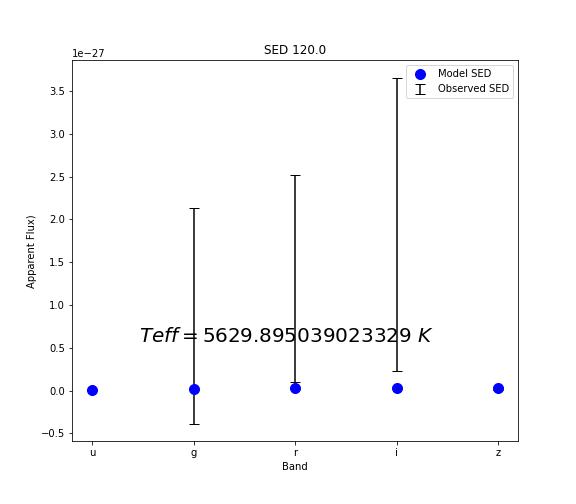 SED 120.0
1e−27
Model SED
Observed SED
3.5
3.0
2.5
2.0
1.5
1.0
0.5
0.0
−0.5
Apparent Flux)
Teff = 5629.895039023329 K
u g r i z
Band